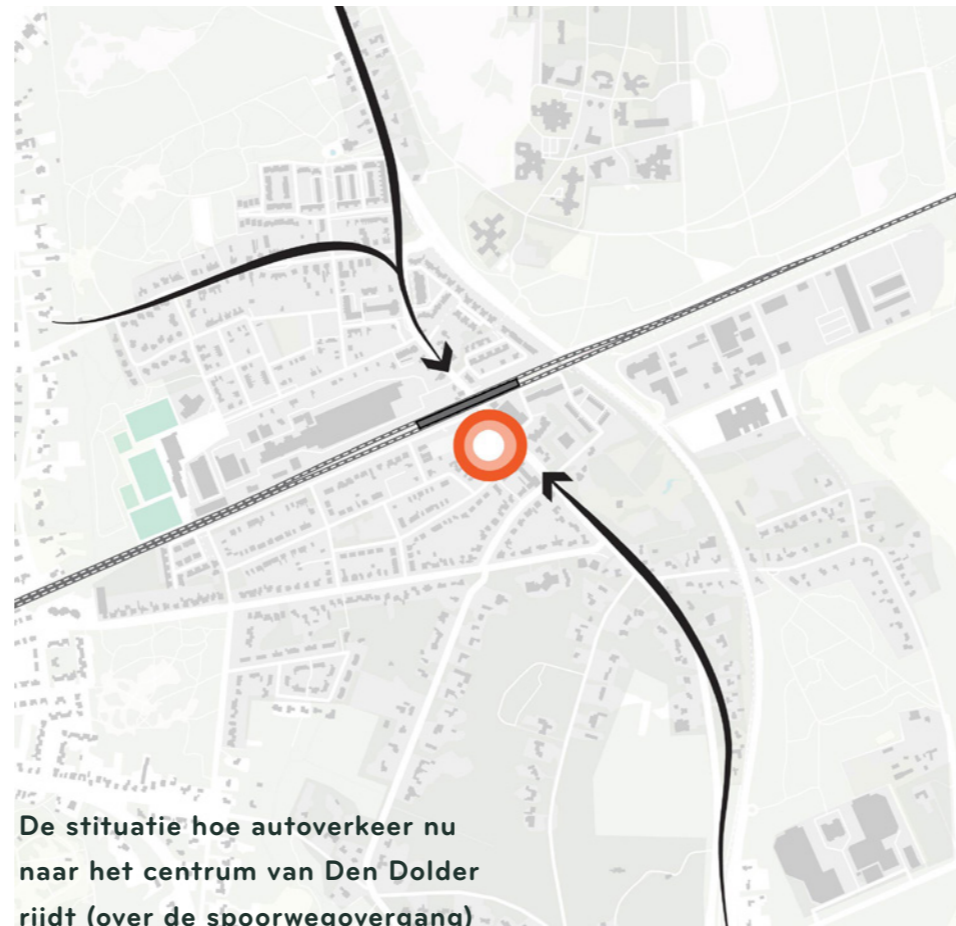 De stituatie hoe autoverkeer nu
naar het centrum van Den Dolder
rijdt (over de spoorwegovergang)